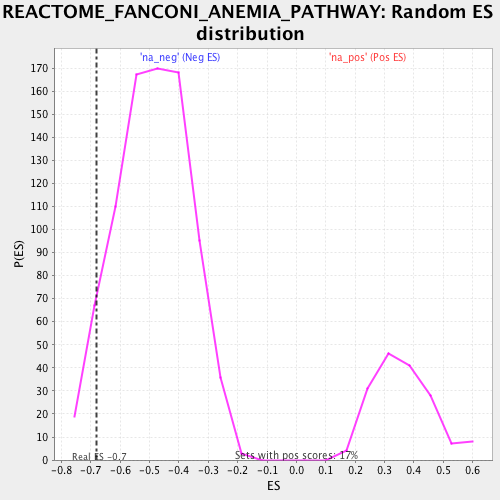 REACTOME_FANCONI_ANEMIA_PATHWAY: Random ES
distribution
'na_neg' (Neg ES)
'na_pos' (Pos ES)
170
160
150
140
130
120
110
100
90
80
70
60
50
40
30
20
10
0
P(ES)
Real ES -0.7
Sets with pos scores: 17%
-0.8 -0.7 -0.6 -0.5 -0.4 -0.3 -0.2 -0.1 0.0 0.1 0.2 0.3 0.4 0.5 0.6
ES